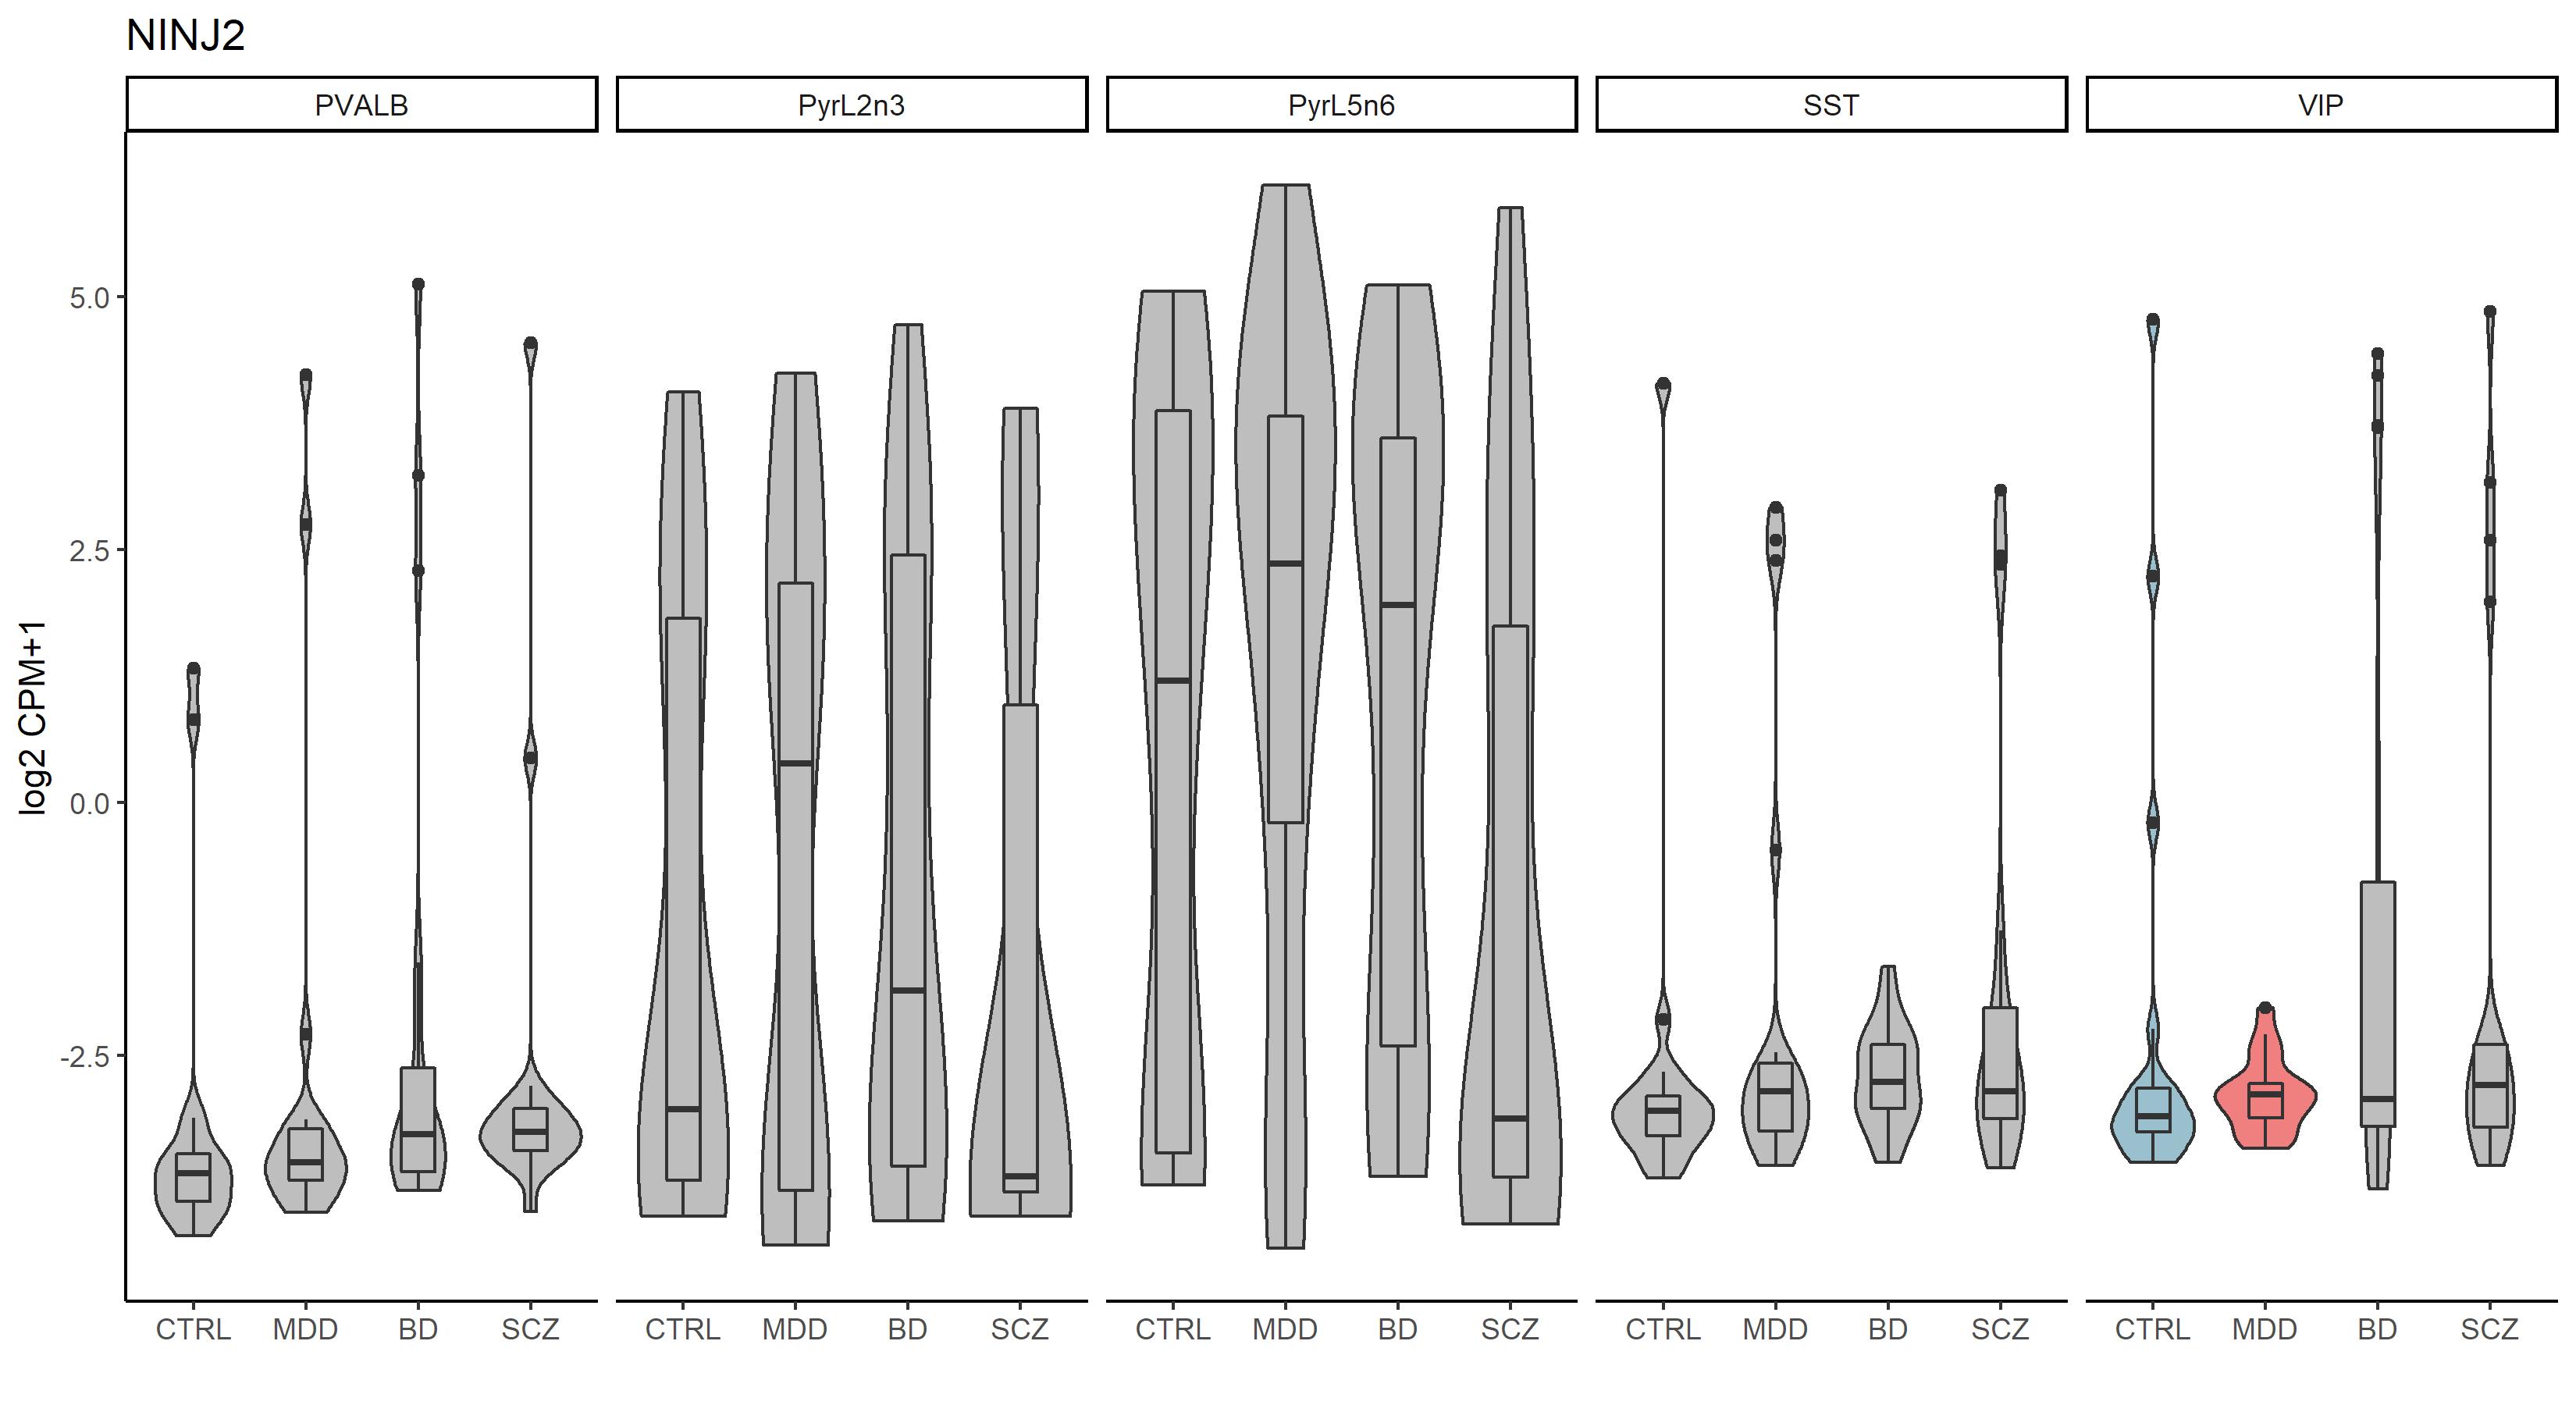 NINJ2
PVALB PyrL2n3 PyrL5n6 SST VIP
log2 CPM+1
5.0
2.5
0.0
-2.5
CTRL MDD BD SCZ CTRL MDD BD SCZ CTRL MDD BD SCZ CTRL MDD BD SCZ CTRL MDD BD SCZ